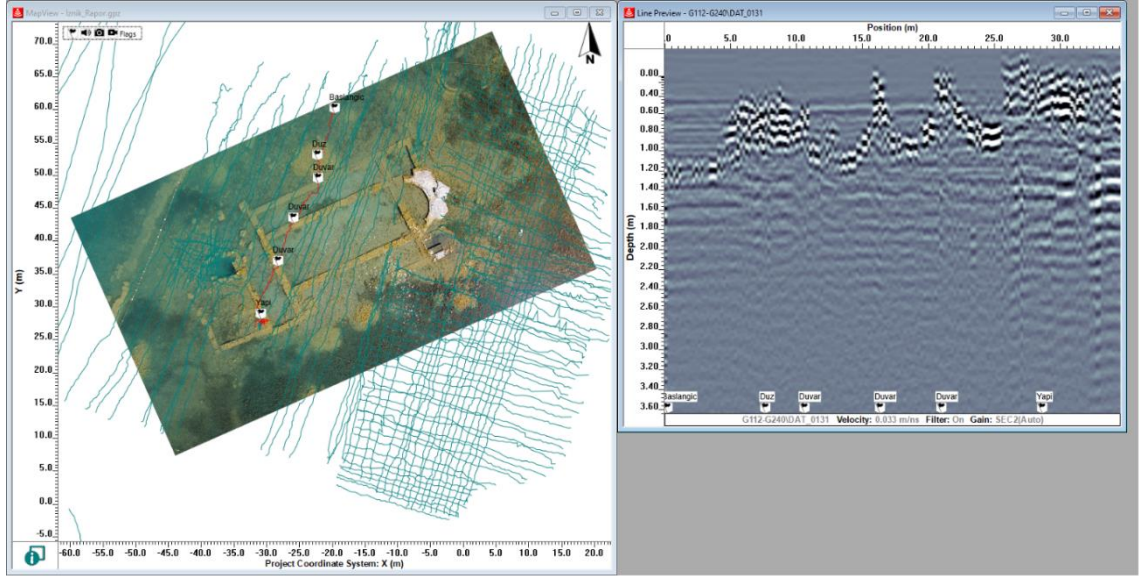 MapView - Iznik_Rapor.gpz
Flags
N
70.0
65.0
60.0
55.0
50.0
45.0
40.0
35.0
30.0
25.0
20.0
15.0
10.0
5.0
0.0
-5.0
Y (m)
Baslangic
Duz
Duvar
Duvar
Duvar
Yapi
-60.0 -55.0 -50.0 -45.0 -40.0 -35.0 -30.0 -25.0 -20.0 -15.0 -10.0 -5.0 0.0 5.0 10.0 15.0 20.0
Project Coordinate System: X (m)
Line Preview - G112-G240\DAT_0131
Position (m)
0.0 5.0 10.0 15.0 20.0 25.0 30.0
0.00
0.40
0.60
0.80
1.00
1.20
1.40
1.60
1.80
2.00
2.20
2.40
2.60
2.80
3.00
3.20
3.40
3.60
Depth (m)
Baslangic Duz Duvar Duvar Duvar Yapi
G112-G240\DAT_0131 Velocity: 0.033 m/ns Filter: On Gain: SEC2(Auto)